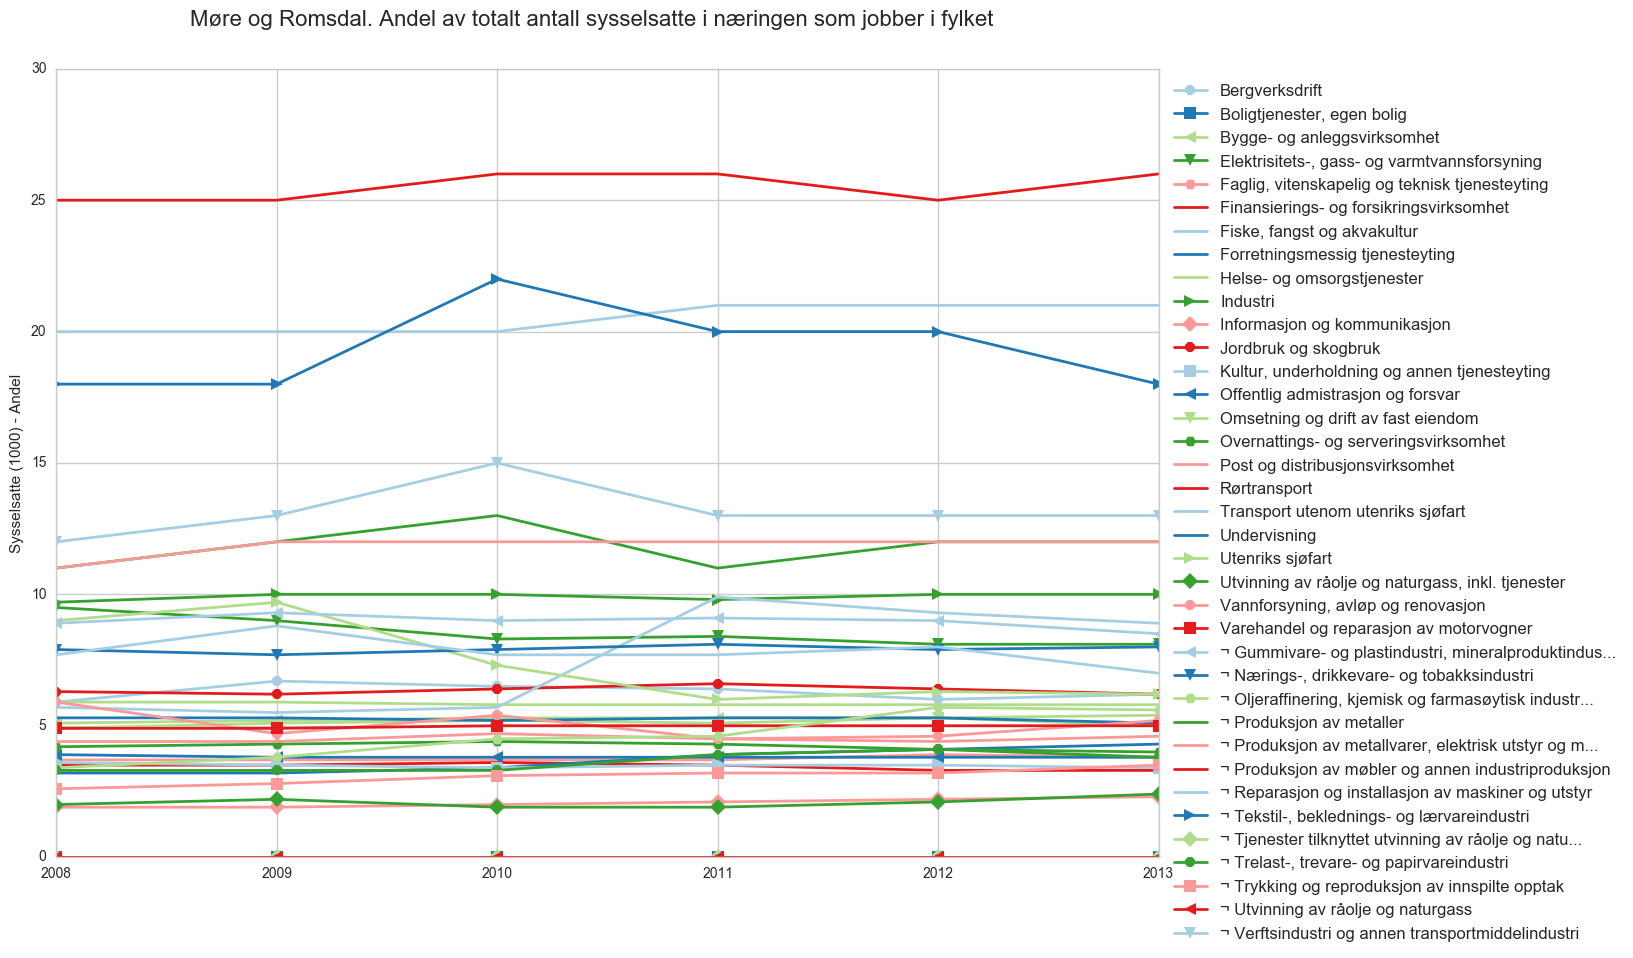 Møre og Romsdal. Andel av totalt antall sysselsatte i næringen som jobber i fylket
30
25
20
15
10
5
0
Sysselsatte (1000) - Andel
2008 2009 2010 2011 2012 2013
Bergverksdrift
Boligtjenester, egen bolig
Bygge- og anleggsvirksomhet
Elektrisitets-, gass- og varmtvannsforsyning
Faglig, vitenskapelig og teknisk tjenesteyting
Finansierings- og forsikringsvirksomhet
Fiske, fangst og akvakultur
Forretningsmessig tjenesteyting
Helse- og omsorgstjenester
Industri
Informasjon og kommunikasjon
Jordbruk og skogbruk
Kultur, underholdning og annen tjenesteyting
Offentlig admistrasjon og forsvar
Omsetning og drift av fast eiendom
Overnattings- og serveringsvirksomhet
Post og distribusjonsvirksomhet
Rørtransport
Transport utenom utenriks sjøfart
Undervisning
Utenriks sjøfart
Utvinning av råolje og naturgass, inkl. tjenester
Vannforsyning, avløp og renovasjon
Varehandel og reparasjon av motorvogner
¬ Gummivare- og plastindustri, mineralproduktindus...
¬ Nærings-, drikkevare- og tobakksindustri
¬ Oljeraffinering, kjemisk og farmasøytisk industr...
¬ Produksjon av metaller
¬ Produksjon av metallvarer, elektrisk utstyr og m...
¬ Produksjon av møbler og annen industriproduksjon
¬ Reparasjon og installasjon av maskiner og utstyr
¬ Tekstil-, beklednings- og lærvareindustri
¬ Tjenester tilknyttet utvinning av råolje og natu...
¬ Trelast-, trevare- og papirvareindustri
¬ Trykking og reproduksjon av innspilte opptak
¬ Utvinning av råolje og naturgass
¬ Verftsindustri og annen transportmiddelindustri